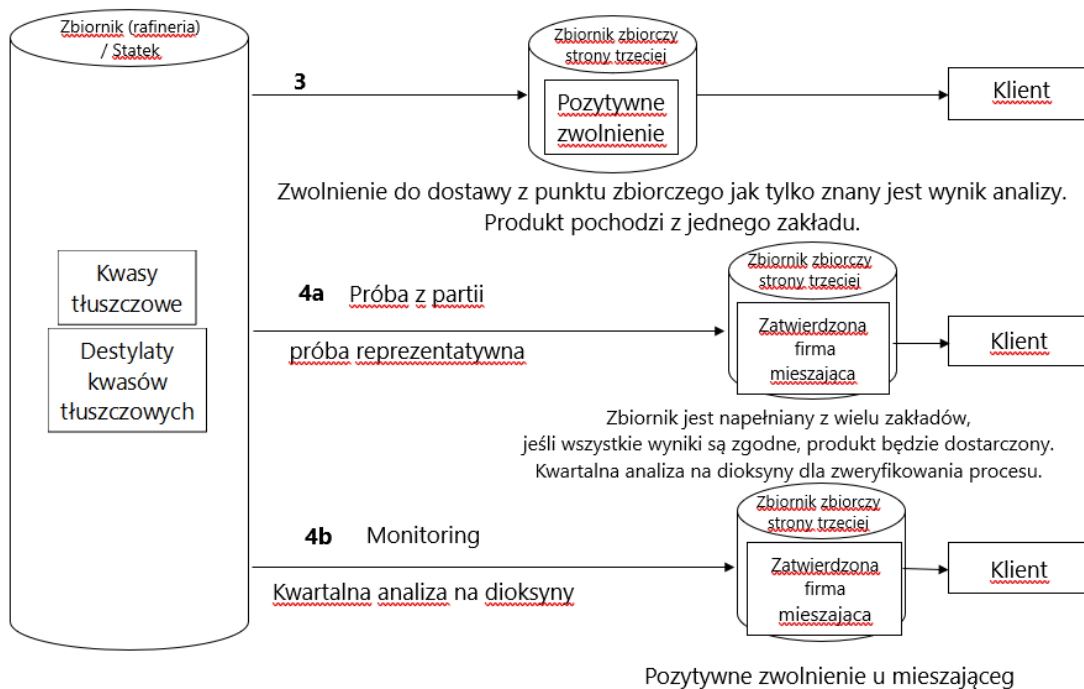 Zbiornik (rafineria)
/ Statek
Kwasy
tłuszczowe
Destylaty
kwasów
tłuszczowych
3
Zbiornik zbiorczy
strony trzeciej
Pozytywne
zwolnienie
Klient
Zwolnienie do dostawy z punktu zbiorczego jak tylko znany jest wynik analizy.
Produkt pochodzi z jednego zakładu.
4a Próba z partii
próba reprezentatywna
Zbiornik zbiorczy
strony trzeciej
Zatwierdzona
firma
mieszająca
Klient
Zbiornik jest napełniany z wielu zakładów,
jeśli wszystkie wyniki są zgodne, produkt będzie dostarczony.
Kwartalna analiza na dioksyny dla zweryfikowania procesu.
4b Monitoring
Kwartalna analiza na dioksyny
Zbiornik zbiorczy
strony trzeciej
Zatwierdzona
firma
mieszająca
Klient
Pozytywne zwolnienie u mieszająceg